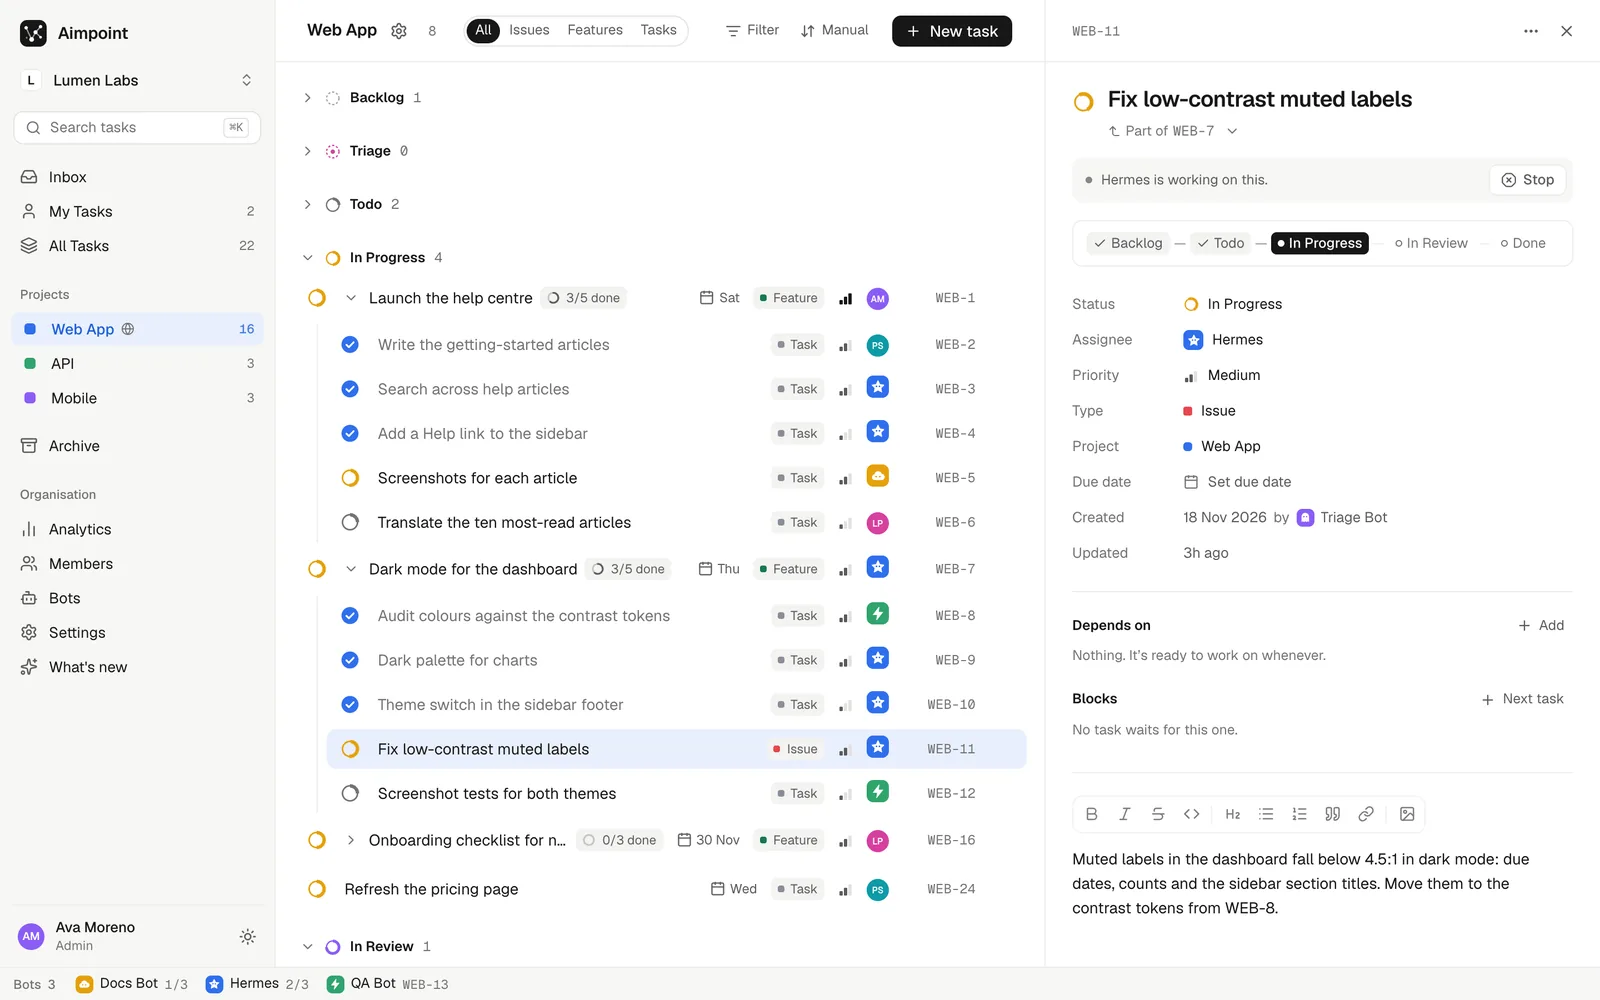 Aimpoint
L Lumen Labs
Search tasks ⌘K
Inbox
My Tasks 2
All Tasks 22
Projects
Web App 16
API 3
Mobile 3
Archive
Organisation
Analytics
Members
Bots
Settings
What's new
AM Ava Moreno
Admin
Web App 8 All Issues Features Tasks Filter Manual + New task
Backlog 1
Triage 0
Todo 2
In Progress 4
Launch the help centre 3/5 done Sat Feature AM WEB-1
Write the getting-started articles Task PS WEB-2
Search across help articles Task WEB-3
Add a Help link to the sidebar Task WEB-4
Screenshots for each article Task WEB-5
Translate the ten most-read articles Task LP WEB-6
Dark mode for the dashboard 3/5 done Thu Feature WEB-7
Audit colours against the contrast tokens Task WEB-8
Dark palette for charts Task WEB-9
Theme switch in the sidebar footer Task WEB-10
Fix low-contrast muted labels Issue WEB-11
Screenshot tests for both themes Task WEB-12
Onboarding checklist for n... 0/3 done 30 Nov Feature LP WEB-16
Refresh the pricing page Wed Task PS WEB-24
In Review 1
WEB-11
Fix low-contrast muted labels
Part of WEB-7
Hermes is working on this. Stop
Backlog Todo In Progress In Review Done
Status In Progress
Assignee Hermes
Priority Medium
Type Issue
Project Web App
Due date Set due date
Created 18 Nov 2026 by Triage Bot
Updated 3h ago
Depends on + Add
Nothing. It's ready to work on whenever.
Blocks + Next task
No task waits for this one.
B I S <> H2
Muted labels in the dashboard fall below 4.5:1 in dark mode: due
dates, counts and the sidebar section titles. Move them to the
contrast tokens from WEB-8.
Bots 3 Docs Bot 1/3 Hermes 2/3 QA Bot WEB-13